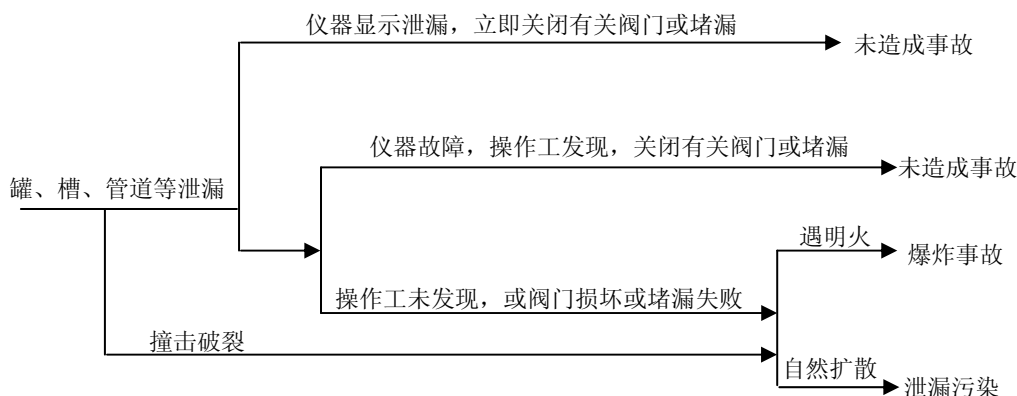 仪器显示泄漏，立即关闭有关阀门或堵漏
未造成事故
仪器故障，操作工发现，关闭有关阀门或堵漏
未造成事故
罐、槽、管道等泄漏
遇明火
爆炸事故
操作工未发现，或阀门损坏或堵漏失败
撞击破裂
自然扩散
泄漏污染